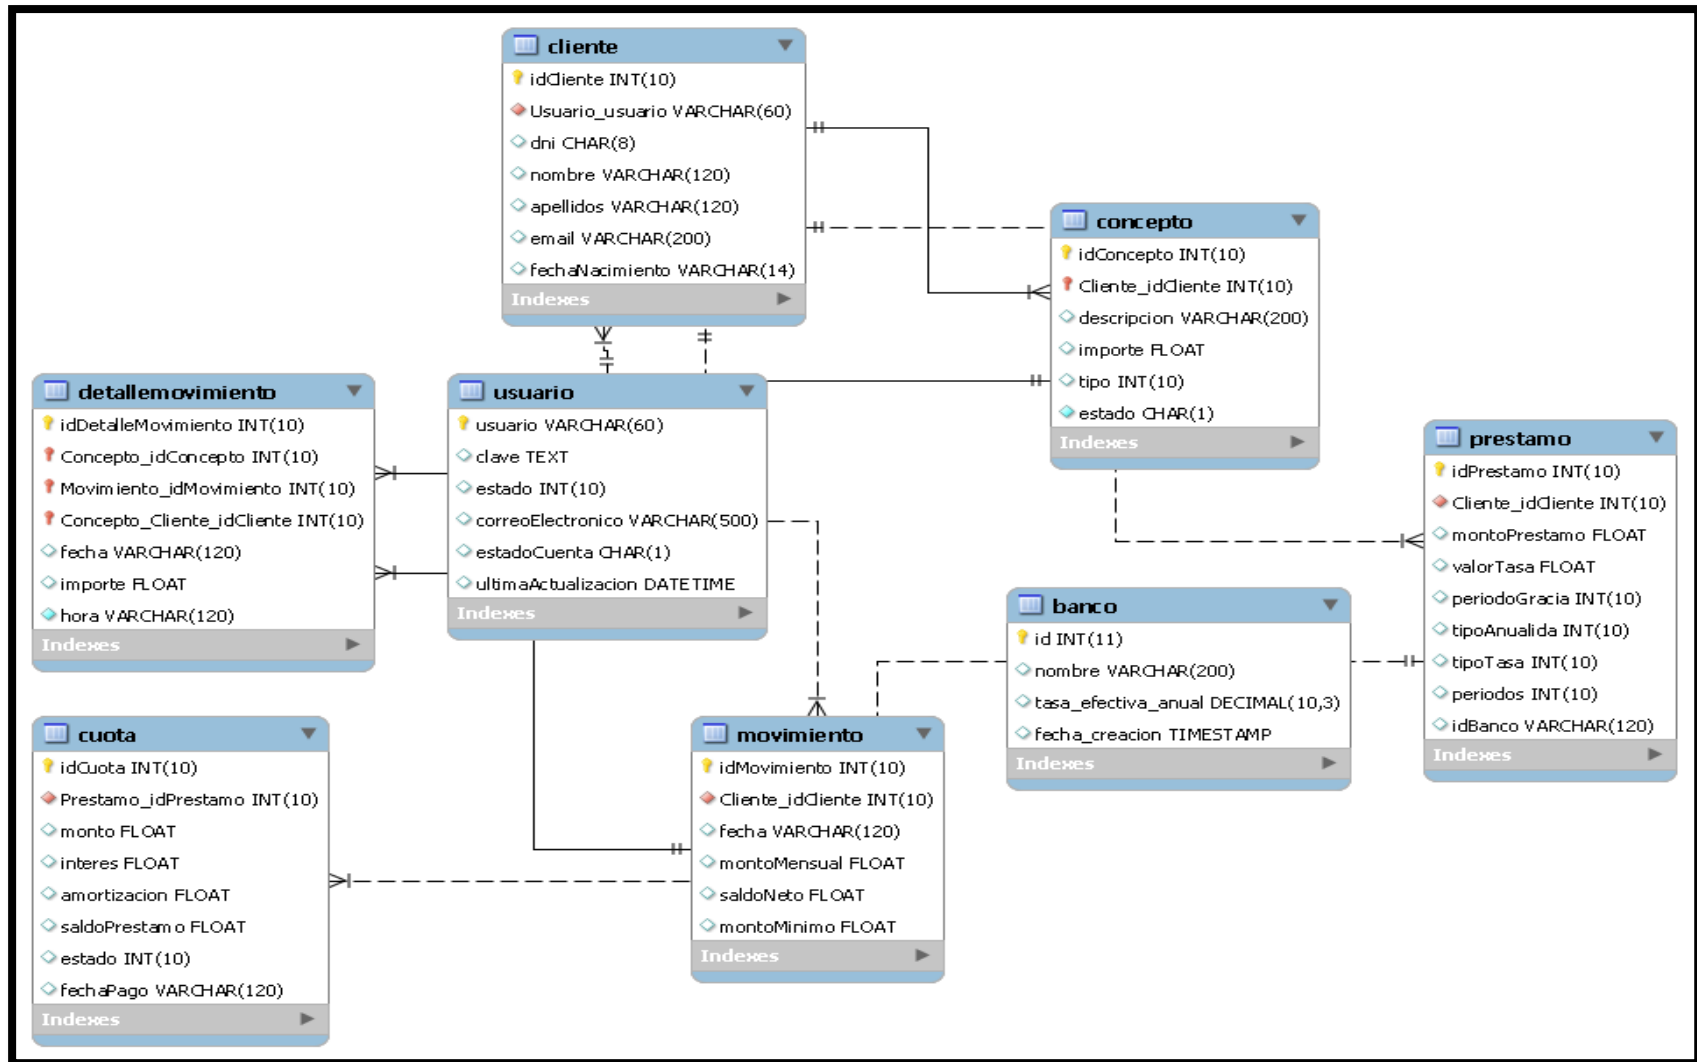 cliente
idCliente INT(10)
Usuario_usuario VARCHAR(60)
dni CHAR(8)
nombre VARCHAR(120)
apellidos VARCHAR(120)
email VARCHAR(200)
fechaNacimiento VARCHAR(14)
Indexes
concepto
idConcepto INT(10)
Cliente_idCliente INT(10)
descripcion VARCHAR(200)
importe FLOAT
tipo INT(10)
estado CHAR(1)
Indexes
detallemovimiento
idDetalleMovimiento INT(10)
Concepto_idConcepto INT(10)
Movimiento_idMovimiento INT(10)
Concepto_Cliente_idCliente INT(10)
fecha VARCHAR(120)
importe FLOAT
hora VARCHAR(120)
Indexes
usuario
usuario VARCHAR(60)
clave TEXT
estado INT(10)
correoElectronico VARCHAR(500)
estadoCuenta CHAR(1)
ultimaActualizacion DATETIME
Indexes
prestamo
idPrestamo INT(10)
Cliente_idCliente INT(10)
montoPrestamo FLOAT
valorTasa FLOAT
periodoGracia INT(10)
tipoAnualida INT(10)
tipoTasa INT(10)
periodos INT(10)
idBanco VARCHAR(120)
Indexes
banco
id INT(11)
nombre VARCHAR(200)
tasa_efectiva_anual DECIMAL(10,3)
fecha_creacion TIMESTAMP
Indexes
cuota
idCuota INT(10)
Prestamo_idPrestamo INT(10)
monto FLOAT
interes FLOAT
amortizacion FLOAT
saldoPrestamo FLOAT
estado INT(10)
fechaPago VARCHAR(120)
Indexes
movimiento
idMovimiento INT(10)
Cliente_idCliente INT(10)
fecha VARCHAR(120)
montoMensual FLOAT
saldoNeto FLOAT
montoMinimo FLOAT
Indexes